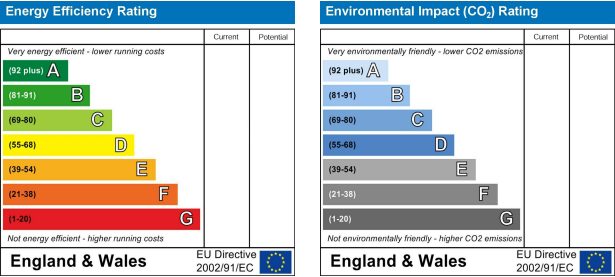 Energy Efficiency Rating
Current Potential
Very energy efficient - lower running costs
(92 plus) A
(81-91) B
(69-80) C
(55-68) D
(39-54) E
(21-38) F
(1-20) G
Not energy efficient - higher running costs
England & Wales
EU Directive
2002/91/EC
Environmental Impact (CO₂) Rating
Current Potential
Very environmentally friendly - lower CO2 emissions
(92 plus) A
(81-91) B
(69-80) C
(55-68) D
(39-54) E
(21-38) F
(1-20) G
Not environmentally friendly - higher CO2 emissions
England & Wales
EU Directive
2002/91/EC